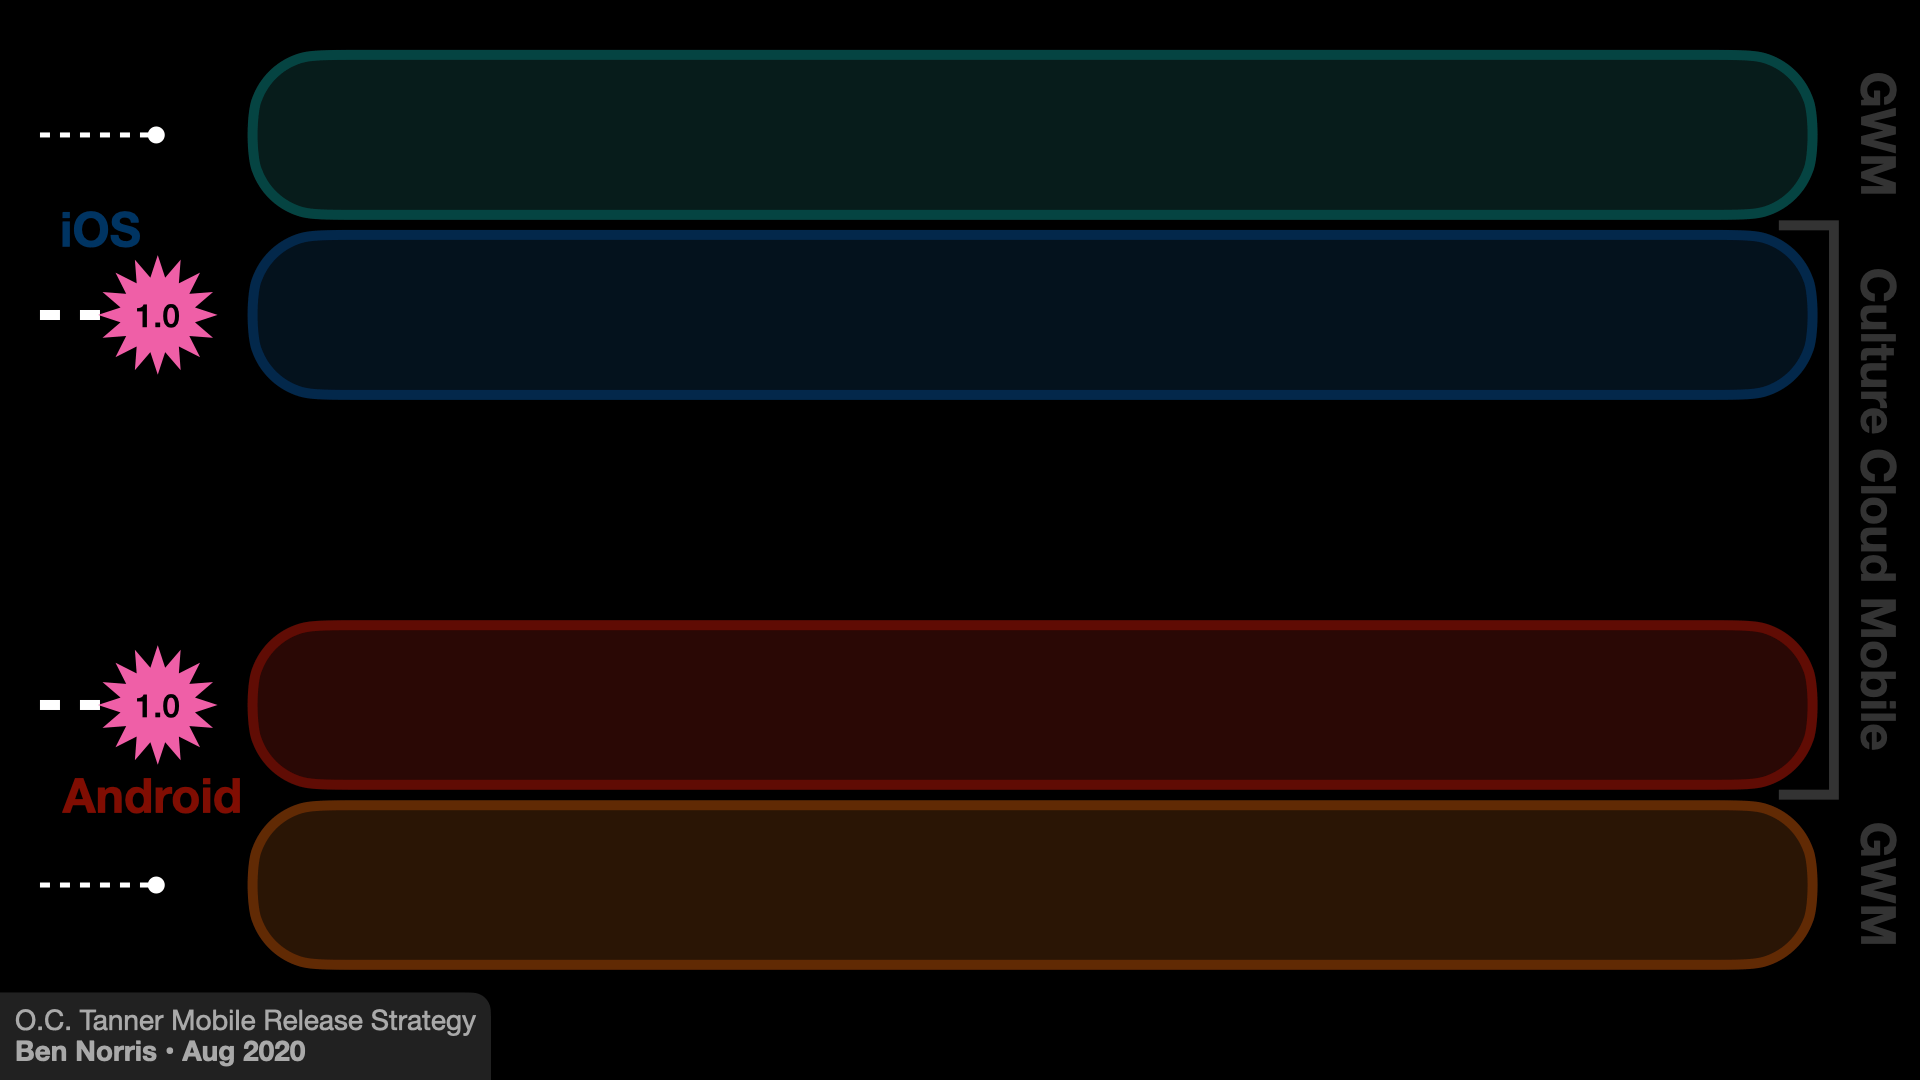 GWM
iOS
1.0
Culture Cloud Mobile
1.0
Android
GWM
O.C. Tanner Mobile Release Strategy
Ben Norris • Aug 2020